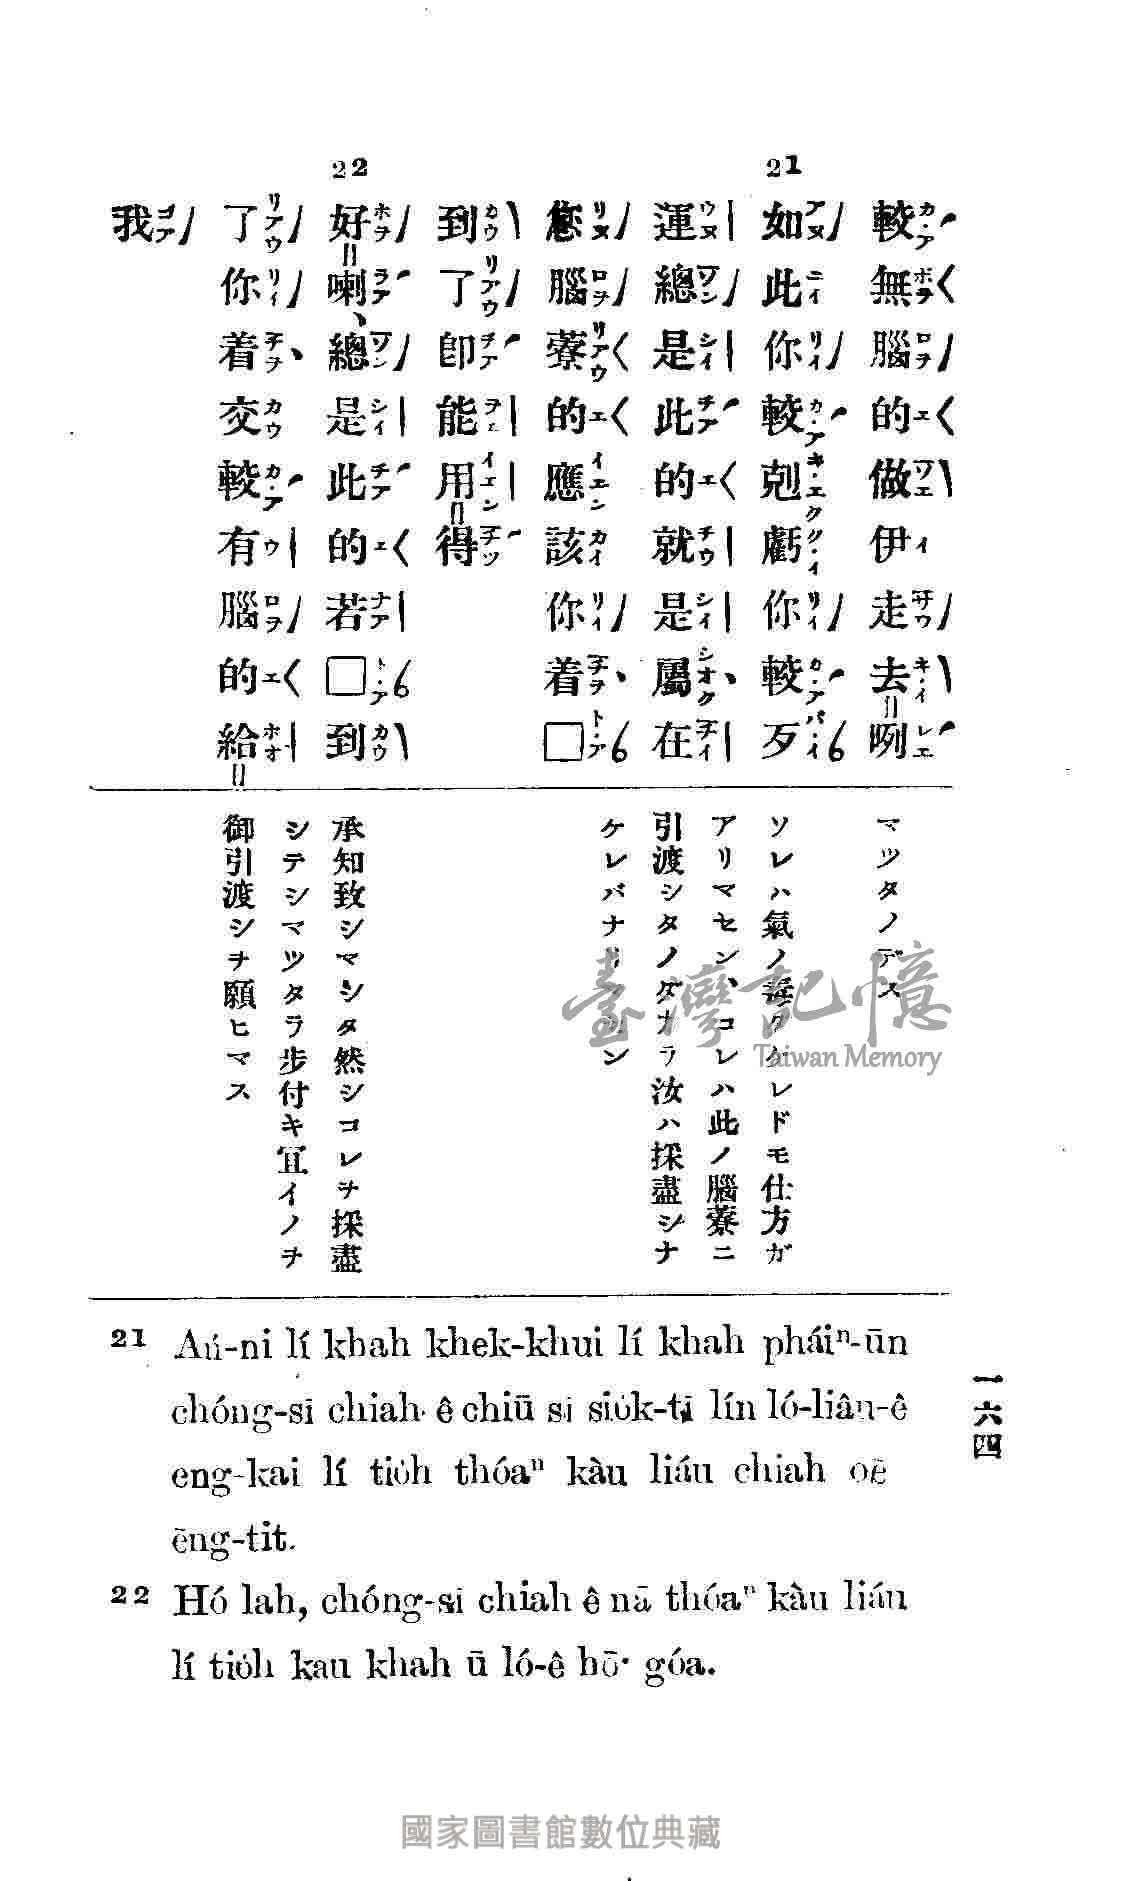 21
較無腦的做伊走去咧
如此你較剋虧你較歹
運總是此的就是屬在
您腦藔的應該你着□
到了卽能用得
22
好喇、總是此的若□到
了你着交較有腦的給
我
マツタノデス
ソレハ氣ノ毒ダケレドモ仕方ガ
アリマセン、コレハ此ノ腦藔ニ
引渡シタノダカラ汝ハ採盡シナ
ケレバナリマセン
承知致シマシタ然シコレヲ採盡
シテシマツタラ步付キ宜イノヲ
御引渡シヲ願ヒマス
21 Aú-ni lí khah khek-khui lí khah pháiⁿ-ūn
chóng-sī chiah ê chiū si sio̍k-tī lín ló-liâu-ê
eng-kai lí tio̍h thóaⁿ kàu liáu chiah oē
ēng-tit.
22 Hó lah, chóng-si chiah ê nā thóaⁿ kàu liáu
lí tio̍h kau khah ū ló-ê hō͘ góa.
一六四
臺灣記憶
Taiwan Memory
國家圖書館數位典藏